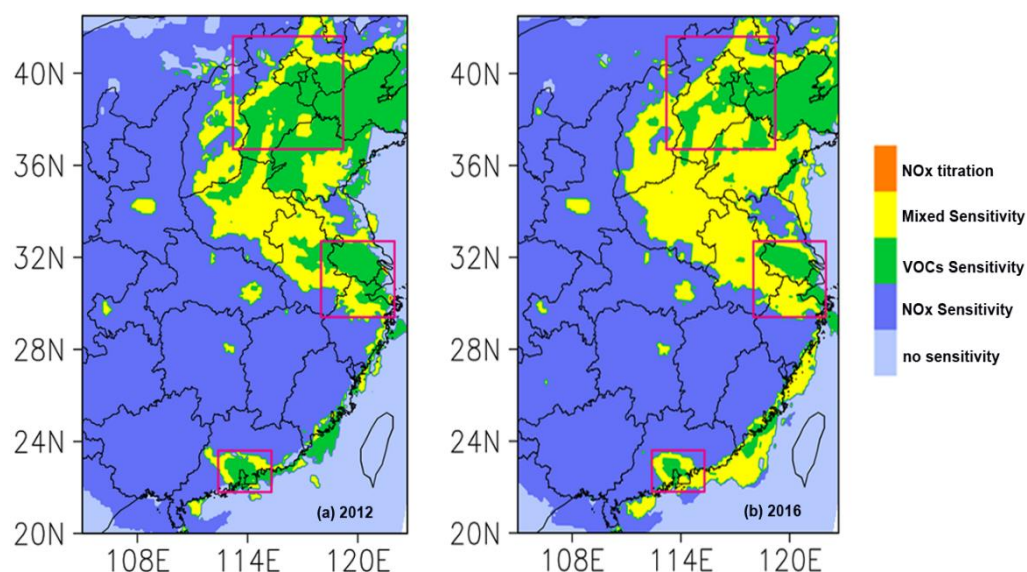 40N
36N
32N
28N
24N
20N
108E 114E 120E
(a) 2012
40N
36N
32N
28N
24N
20N
108E 114E 120E
(b) 2016
NOx titration
Mixed Sensitivity
VOCs Sensitivity
NOx Sensitivity
no sensitivity